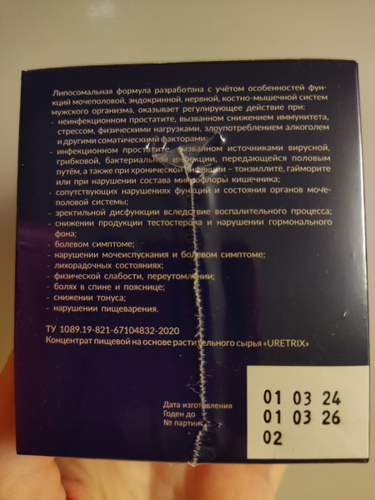 Липосомальная формула разработана с учётом особенностей фун-
кций мочеполовой, эндокринной, нервной, костно-мышечной систем
мужского организма, оказывает регулирующее действие при:
- неинфекционном простатите, вызванном снижением иммунитета,
стрессом, физическими нагрузками, злоупотреблением алкоголем
и другими соматическими факторами;
- инфекционном простатите, вызванном источниками вирусной,
грибковой, бактериальной инфекции, передающейся половым
путём, а также при хронической инфекции – тонзиллите, гайморите
или при нарушении состава микрофлоры кишечника;
- сопутствующих нарушениях функций и состояния органов моче-
половой системы;
- эректильной дисфункции вследствие воспалительного процесса;
- снижении продукции тестостерона и нарушении гормонального
фона;
- болевом симптоме;
- нарушении мочеиспускания и болевом симптоме;
- лихорадочных состояниях;
- физической слабости, переутомлении;
- болях в спине и пояснице;
- снижении тонуса;
- нарушении пищеварения.
ТУ 1089.19-821-67104832-2020
Концентрат пищевой на основе растительного сырья «URETRIX»
Дата изготовления 01 03 24
Годен до 01 03 26
№ партии 02